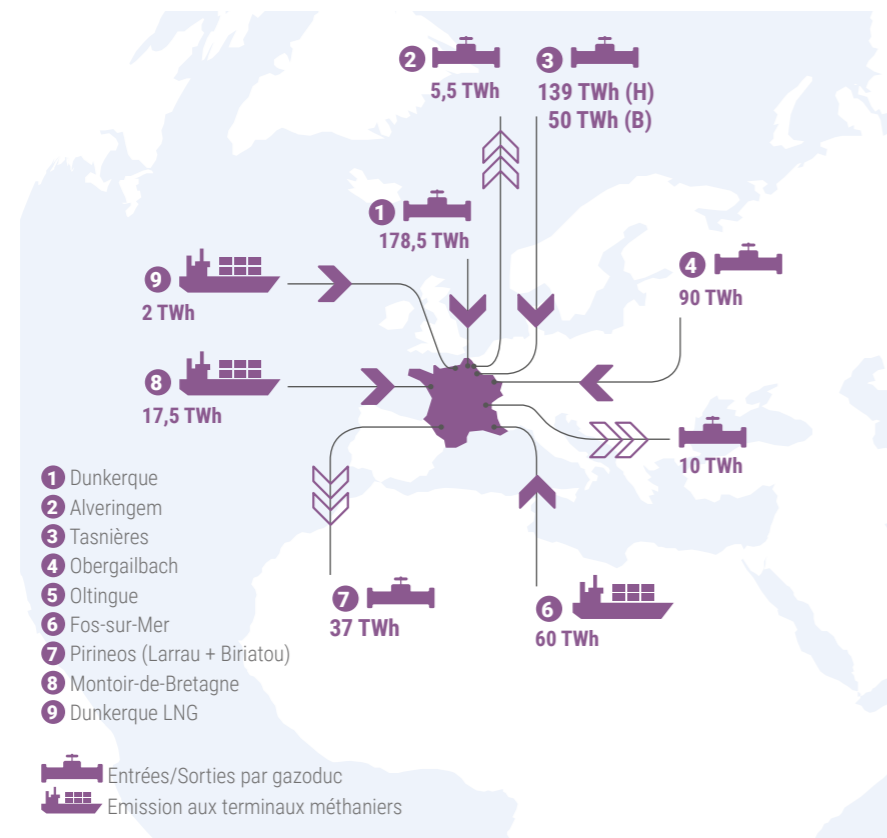 2
5,5 TWh
3
139 TWh (H)
50 TWh (B)
1
178,5 TWh
4
90 TWh
9
2 TWh
8
17,5 TWh
10 TWh
7
37 TWh
6
60 TWh
1 Dunkerque
2 Alveringem
3 Tasnières
4 Obergailbach
5 Oltingue
6 Fos-sur-Mer
7 Pirineos (Larrau + Biriatou)
8 Montoir-de-Bretagne
9 Dunkerque LNG
Entrées/Sorties par gazoduc
Emission aux terminaux méthaniers